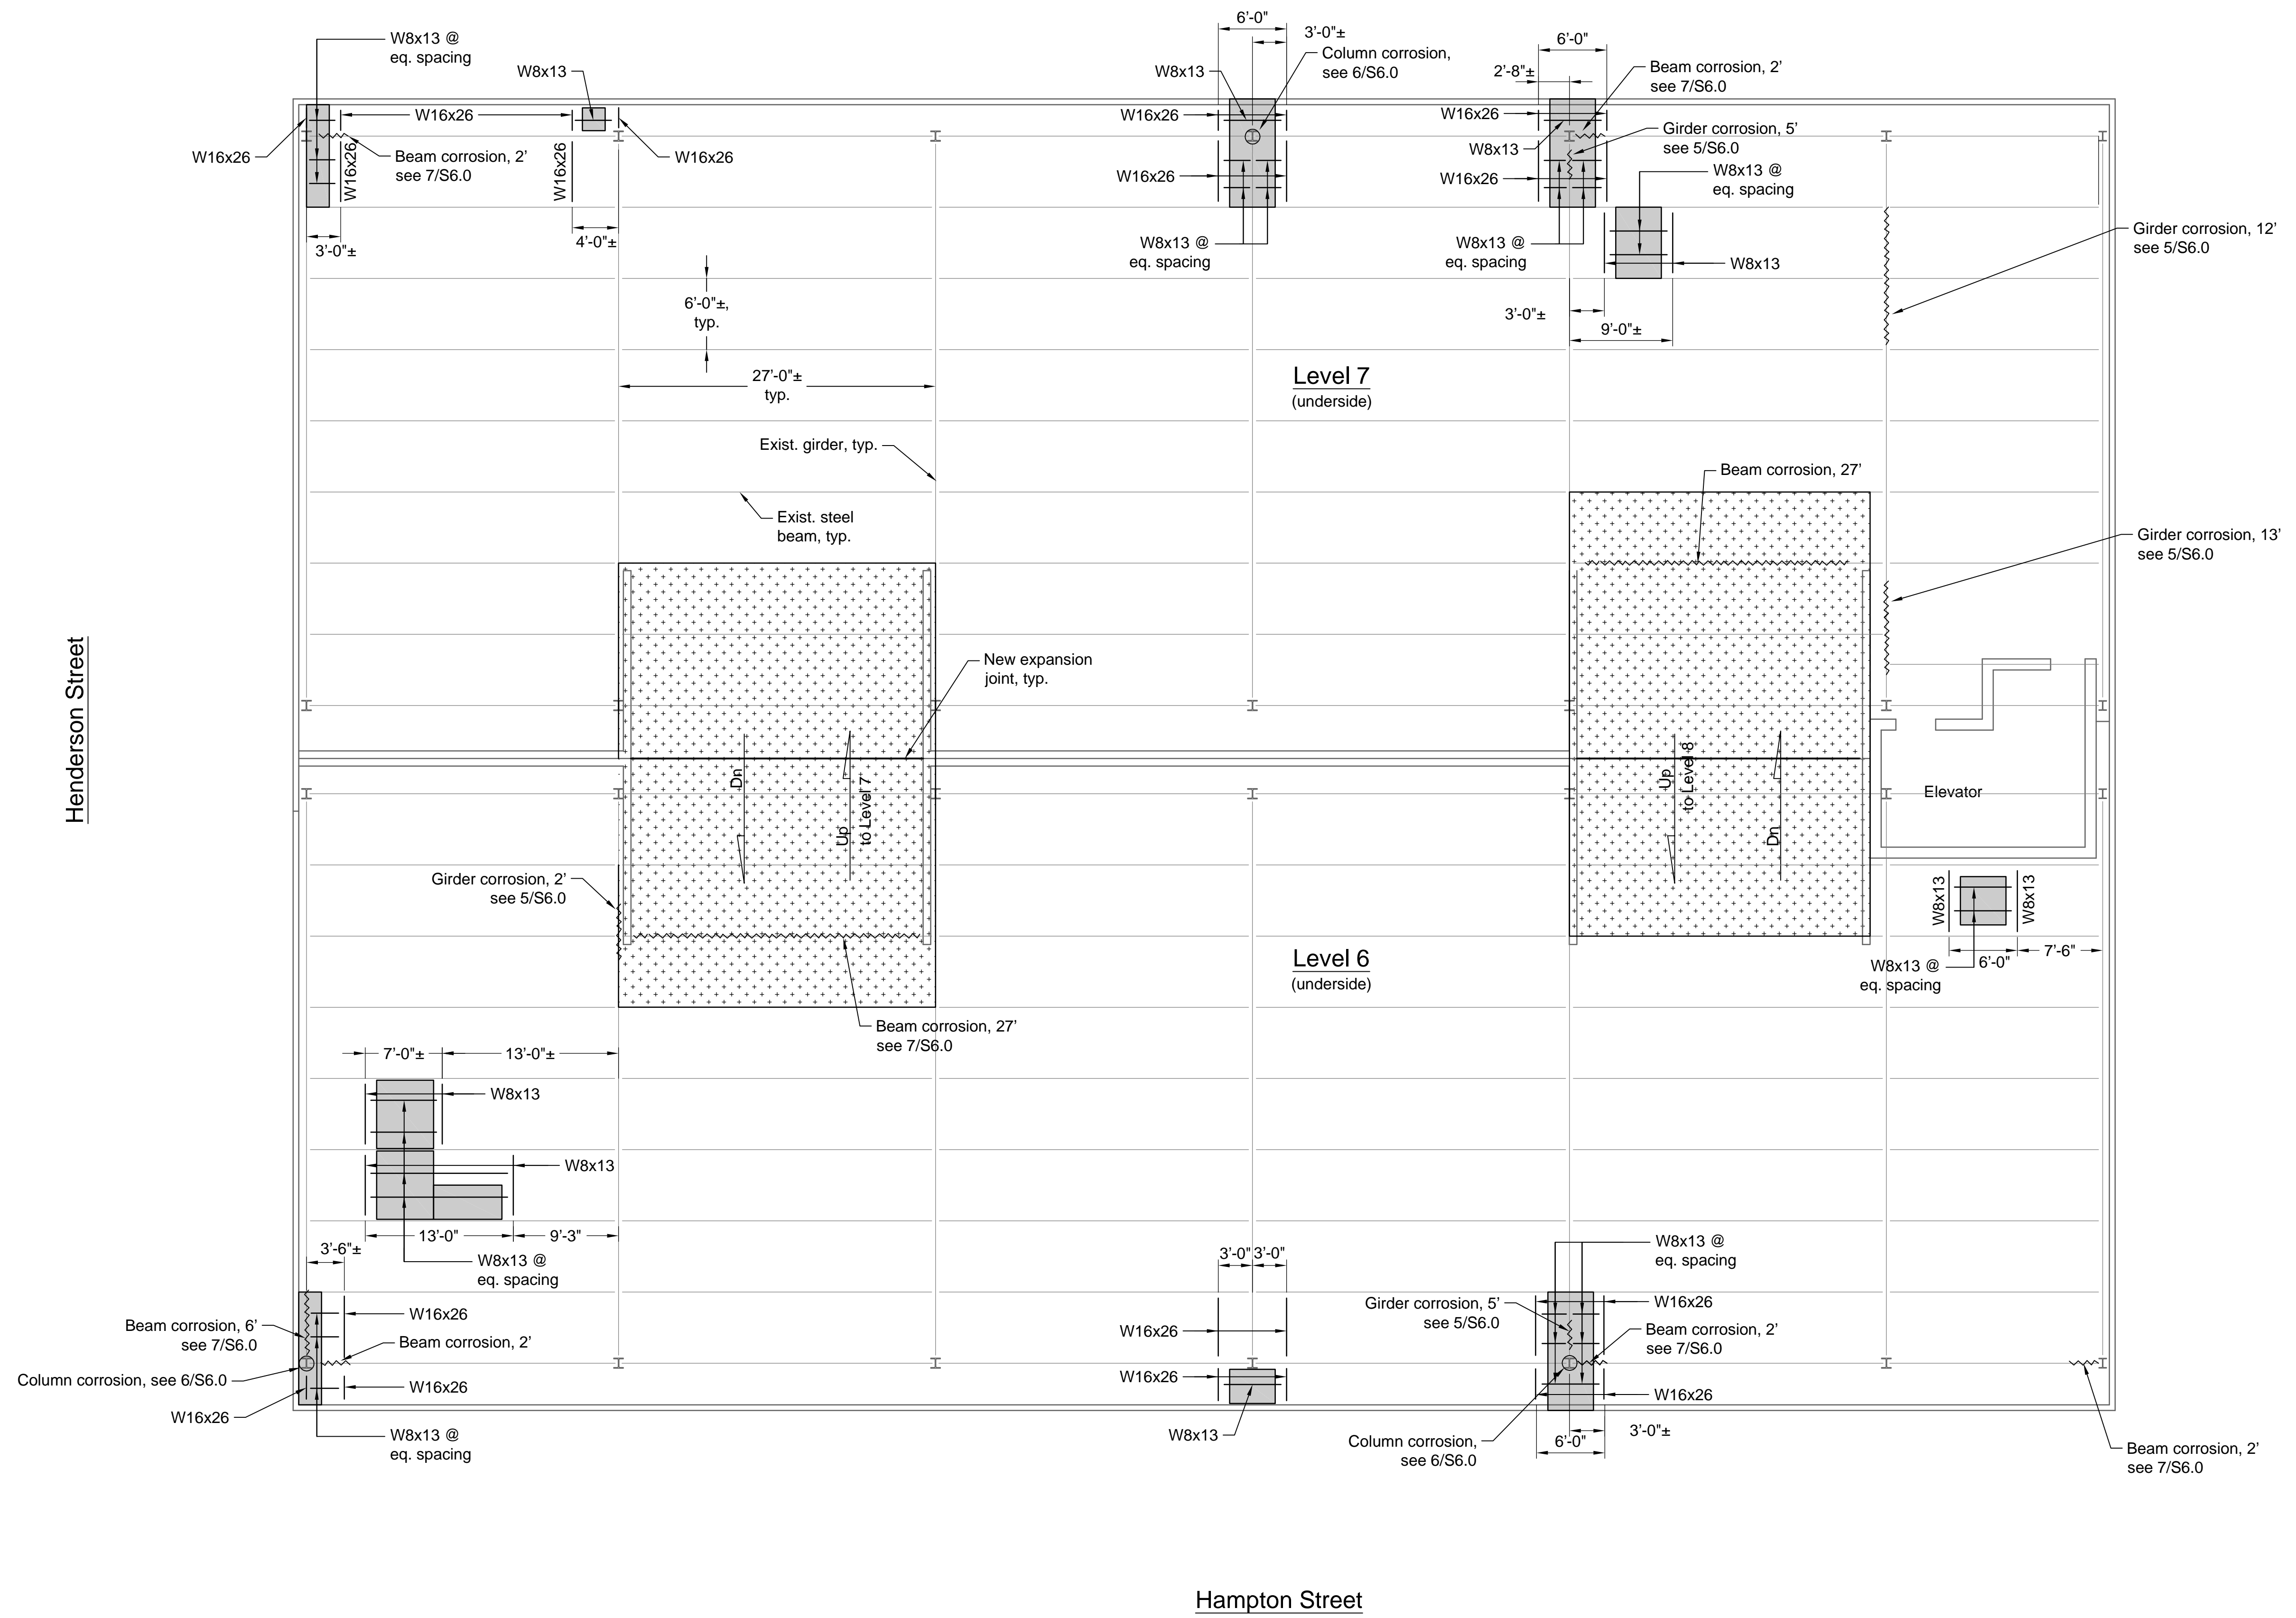 6'-0"
3'-0"±
W8x13 @
eq. spacing
W8x13
W8x13
Column corrosion,
see 6/S6.0
6'-0"
2'-8"±
Beam corrosion, 2'
see 7/S6.0
W16x26
W16x26
W16x26
W16x26
W16x26
W16x26
Beam corrosion, 2'
see 7/S6.0
W16x26
W16x26
W8x13
Girder corrosion, 5'
see 5/S6.0
W16x26
W16x26
W8x13 @
eq. spacing
3'-0"±
4'-0"±
W8x13 @
eq. spacing
W8x13 @
eq. spacing
W8x13
Girder corrosion, 12'
see 5/S6.0
6'-0"±,
typ.
3'-0"±
9'-0"±
27'-0"±
typ.
Level 7
(underside)
Exist. girder, typ.
Beam corrosion, 27'
Exist. steel
beam, typ.
Girder corrosion, 13'
see 5/S6.0
Henderson Street
New expansion
joint, typ.
Dn
Up
to Level 7
Up
to Level 8
Dn
Elevator
Girder corrosion, 2'
see 5/S6.0
W8x13
W8x13
6'-0"
7'-6"
W8x13 @
eq. spacing
Level 6
(underside)
Beam corrosion, 27'
see 7/S6.0
7'-0"±
13'-0"±
W8x13
W8x13
13'-0"
9'-3"
3'-6"±
W8x13 @
eq. spacing
3'-0"
3'-0"
W8x13 @
eq. spacing
W16x26
Beam corrosion, 6'
see 7/S6.0
Beam corrosion, 2'
Column corrosion, see 6/S6.0
W16x26
W16x26
W8x13 @
eq. spacing
W16x26
W16x26
W8x13
Girder corrosion, 5'
see 5/S6.0
W16x26
Beam corrosion, 2'
see 7/S6.0
W16x26
3'-0"±
6'-0"
Column corrosion,
see 6/S6.0
Beam corrosion, 2'
see 7/S6.0
Hampton Street